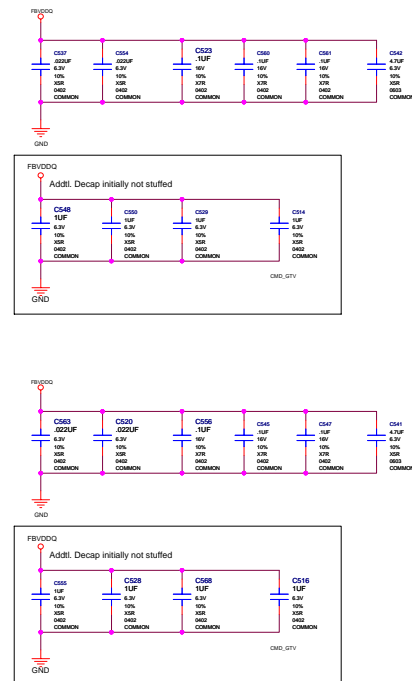 FBVDDQ
C537
.022UF
6.3V
10%
X5R
0402
COMMON
C554
.022UF
6.3V
10%
X5R
0402
COMMON
C523
.1UF
16V
10%
X7R
0402
COMMON
C560
.1UF
16V
10%
X7R
0402
COMMON
C561
.1UF
16V
10%
X7R
0402
COMMON
C542
4.7UF
6.3V
10%
X5R
0603
COMMON
GND
FBVDDQ
Addtl. Decap initially not stuffed
C548
1UF
6.3V
10%
X5R
0402
COMMON
C550
1UF
6.3V
10%
X5R
0402
COMMON
C529
1UF
6.3V
10%
X5R
0402
COMMON
C514
1UF
6.3V
10%
X5R
0402
COMMON
CMD_GTV
GND
FBVDDQ
C563
.022UF
6.3V
10%
X5R
0402
COMMON
C520
.022UF
6.3V
10%
X5R
0402
COMMON
C556
.1UF
16V
10%
X7R
0402
COMMON
C545
.1UF
16V
10%
X7R
0402
COMMON
C547
.1UF
16V
10%
X7R
0402
COMMON
C541
4.7UF
6.3V
10%
X5R
0603
COMMON
GND
FBVDDQ
Addtl. Decap initially not stuffed
C555
1UF
6.3V
10%
X5R
0402
COMMON
C528
1UF
6.3V
10%
X5R
0402
COMMON
C568
1UF
6.3V
10%
X5R
0402
COMMON
C516
1UF
6.3V
10%
X5R
0402
COMMON
CMD_GTV
GND